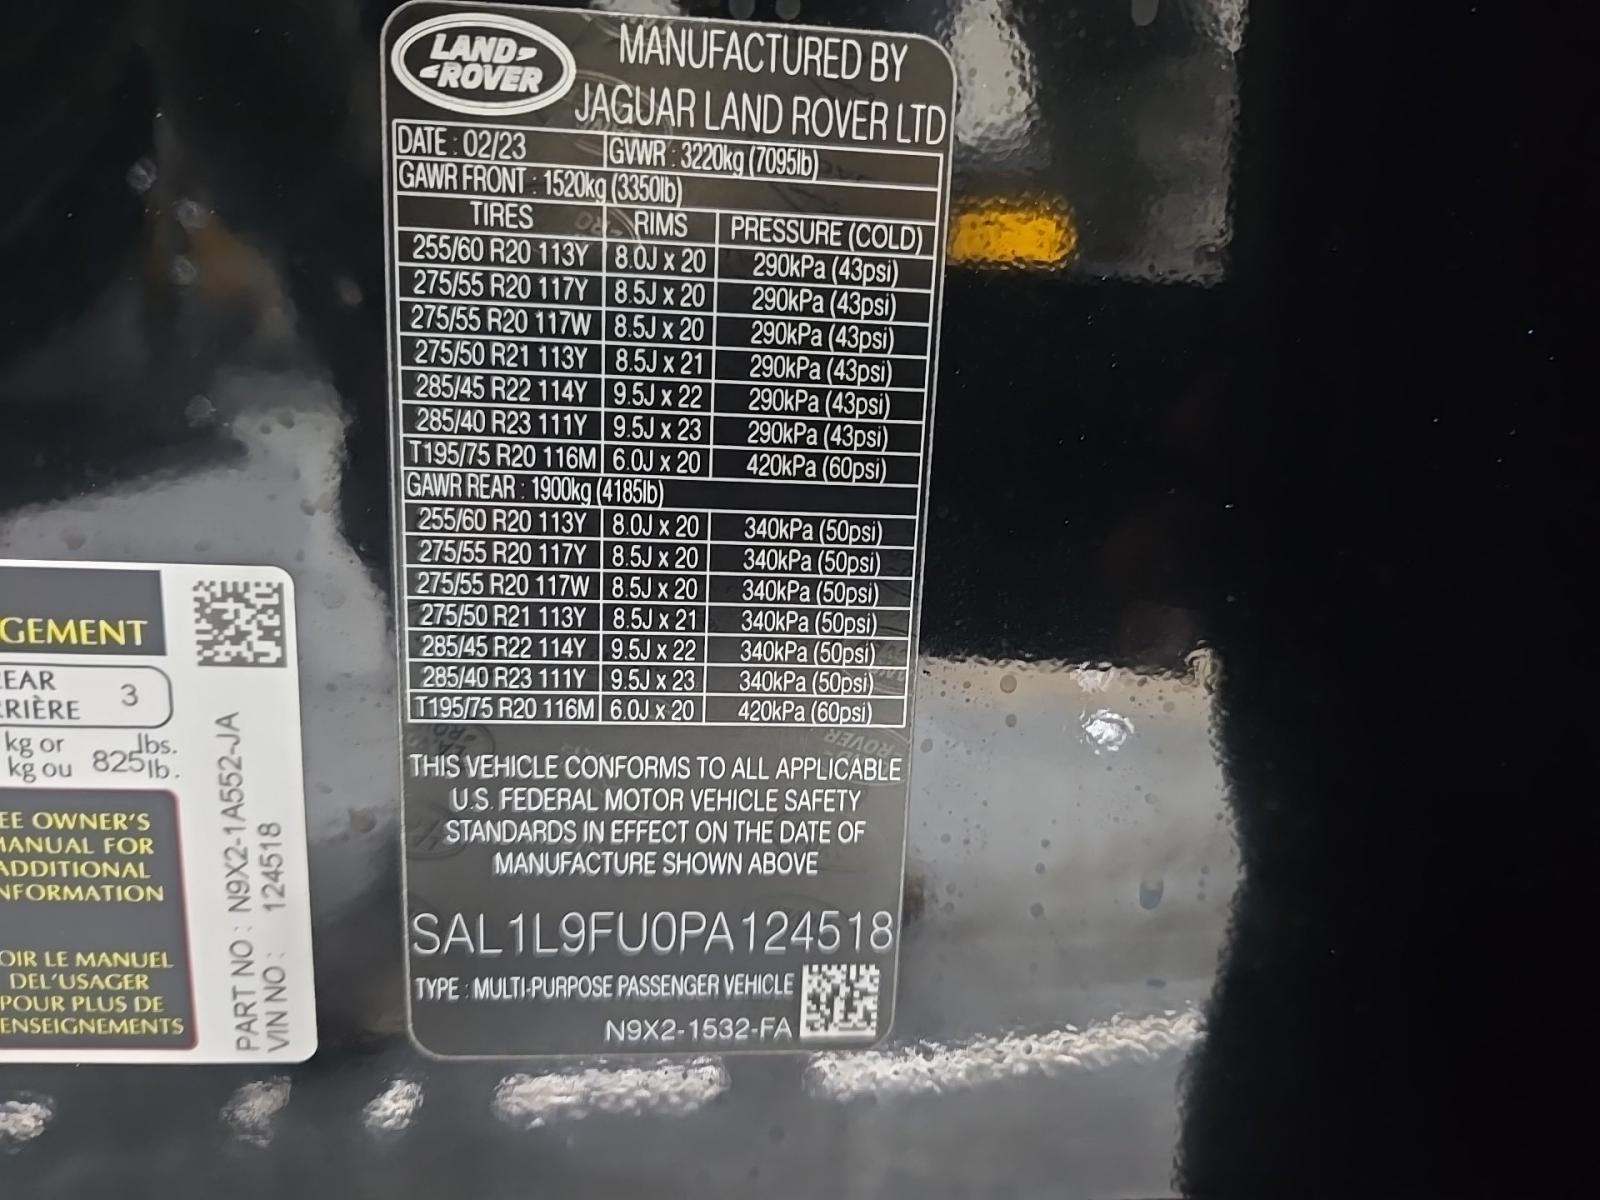 LAND
ROVER
MANUFACTURED BY
JAGUAR LAND ROVER LTD
DATE : 02/23 GVWR : 3220kg (7095lb)
GAWR FRONT : 1520kg (3350lb)
TIRES RIMS PRESSURE (COLD)
255/60 R20 113Y 8.0J x 20 290kPa (43psi)
275/55 R20 117Y 8.5J x 20 290kPa (43psi)
275/55 R20 117W 8.5J x 20 290kPa (43psi)
275/50 R21 113Y 8.5J x 21 290kPa (43psi)
285/45 R22 114Y 9.5J x 22 290kPa (43psi)
285/40 R23 111Y 9.5J x 23 290kPa (43psi)
T195/75 R20 116M 6.0J x 20 420kPa (60psi)
GAWR REAR : 1900kg (4185lb)
255/60 R20 113Y 8.0J x 20 340kPa (50psi)
275/55 R20 117Y 8.5J x 20 340kPa (50psi)
275/55 R20 117W 8.5J x 20 340kPa (50psi)
275/50 R21 113Y 8.5J x 21 340kPa (50psi)
285/45 R22 114Y 9.5J x 22 340kPa (50psi)
285/40 R23 111Y 9.5J x 23 340kPa (50psi)
T195/75 R20 116M 6.0J x 20 420kPa (60psi)
THIS VEHICLE CONFORMS TO ALL APPLICABLE
U.S. FEDERAL MOTOR VEHICLE SAFETY
STANDARDS IN EFFECT ON THE DATE OF
MANUFACTURE SHOWN ABOVE
SAL1L9FU0PA124518
TYPE : MULTI-PURPOSE PASSENGER VEHICLE
N9X2-1532-FA
GEMENT
EAR 3
RIÈRE
kg or lbs.
kg ou 825 lb.
EE OWNER'S
ANUAL FOR
ADDITIONAL
NFORMATION
OIR LE MANUEL
DEL'USAGER
POUR PLUS DE
ENSEIGNEMENTS
PART NO : N9X2-1A552-JA
VIN NO : 124518